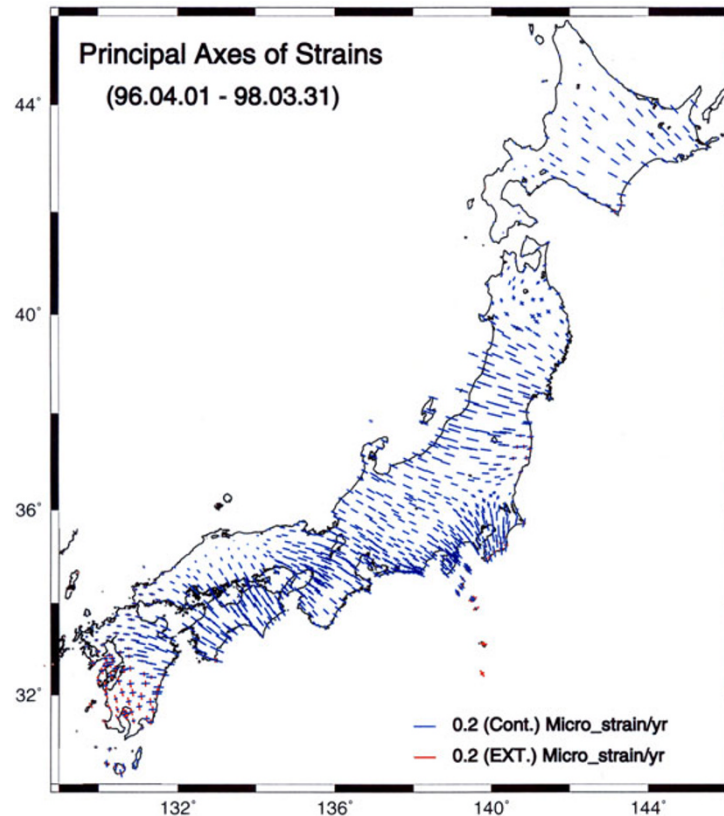 Principal Axes of Strains
(96.04.01 - 98.03.31)
44°
40°
36°
32°
0.2 (Cont.) Micro_strain/yr
0.2 (EXT.) Micro_strain/yr
132° 136° 140° 144°